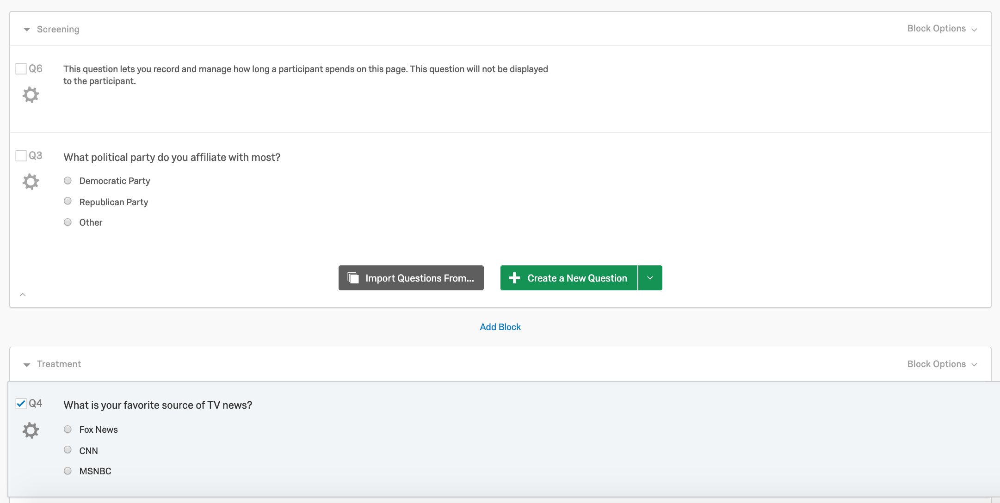 Screening
Block Options
Q6
This question lets you record and manage how long a participant spends on this page. This question will not be displayed
to the participant.
Q3
What political party do you affiliate with most?
Democratic Party
Republican Party
Other
Import Questions From...
Create a New Question
Add Block
Treatment
Block Options
Q4
What is your favorite source of TV news?
Fox News
CNN
MSNBC